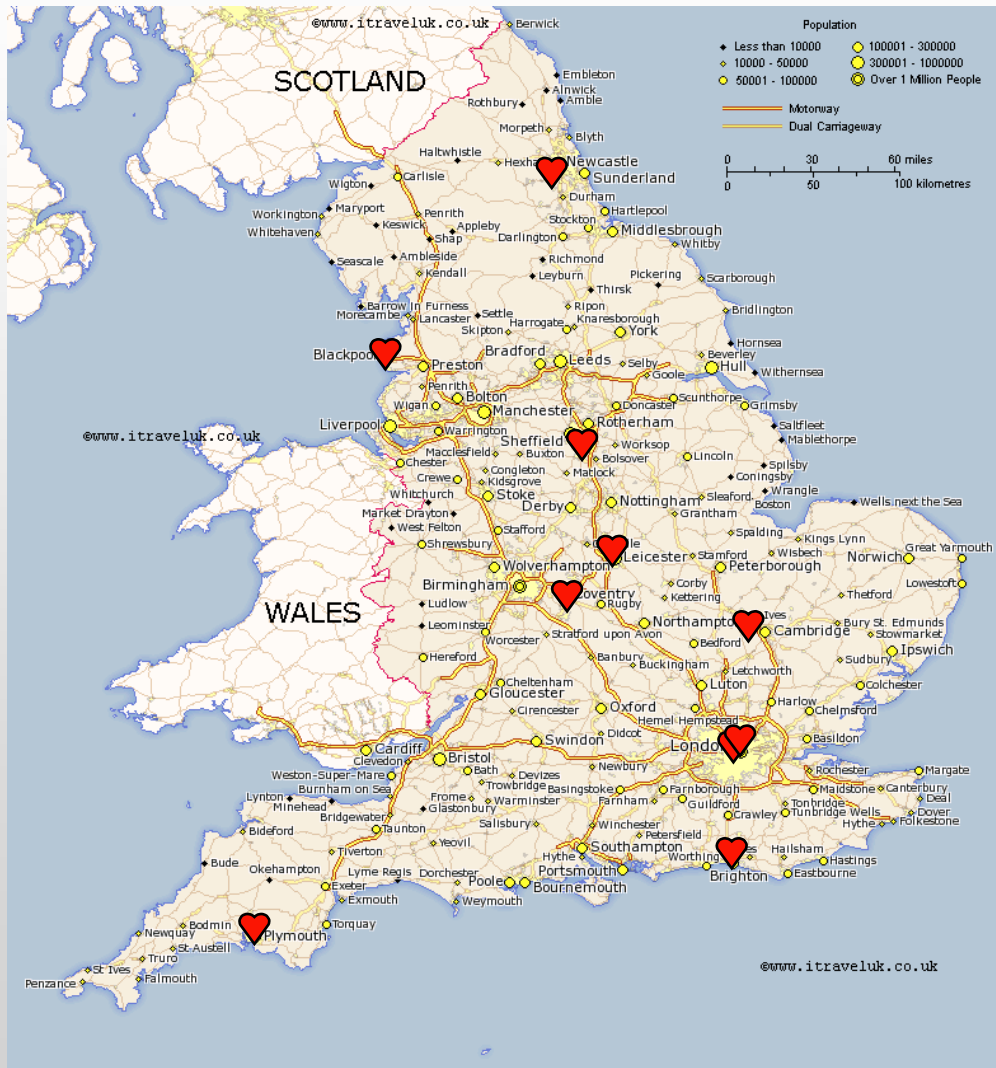 ©www.itraveluk.co.uk
Berwick
Population
Less than 10000
100001 - 300000
10000 - 50000
300001 - 1000000
50001 - 100000
Over 1 Million People
Motorway
Dual Carriageway
0 30 60 miles
0 50 100 kilometres
SCOTLAND
Embleton
Alnwick
Amble
Rothbury
Morpeth
Blyth
Haltwhistle
Newcastle
Carlisle
Sunderland
Wigton
Durham
Maryport
Workington
Penrith
Hartlepool
Whitehaven
Keswick
Appleby
Stockton
Middlesbrough
Shap
Darlington
Whitby
Ambleside
Seascale
Richmond
Kendall
Leyburn
Pickering
Scarborough
Thirsk
Barrow In Furness
Ripon
Bridlington
Morecambe
Lancaster
Settle
Harrogate
Knaresborough
Skipton
York
Hornsea
Bradford
Beverley
Leeds
Selby
Preston
Hull
Withernsea
Goole
Penrith
Bolton
Scunthorpe
Wigan
Doncaster
Grimsby
Manchester
Liverpool
Rotherham
Saltfleet
Warrington
©www.itraveluk.co.uk
Sheffield
Mablethorpe
Macclesfield
Buxton
Worksop
Bolsover
Lincoln
Chester
Spilsby
Congleton
Matlock
Coningsby
Crewe
Kidsgrove
Wrangle
Whitchurch
Stoke
Nottingham
Sleaford
Boston
Wells next the Sea
Market Drayton
Derby
Grantham
West Felton
Stafford
Spalding
Kings Lynn
Shrewsbury
Wisbech
Great Yarmouth
Leicester
Stamford
Norwich
Wolverhampton
Peterborough
Lowestoft
Birmingham
Corby
Kettering
Thetford
WALES
Ludlow
Rugby
Leominster
Northampton
Cambridge
Bury St. Edmunds
Stowmarket
Worcester
Stratford upon Avon
Bedford
Ipswich
Hereford
Banbury
Buckingham
Letchworth
Sudbury
Cheltenham
Luton
Colchester
Gloucester
Cirencester
Oxford
Harlow
Hemel Hempstead
Chelmsford
Didcot
Swindon
London
Basildon
Cardiff
Clevedon
Bristol
Newbury
Rochester
Margate
Weston-Super-Mare
Bath
Devizes
Trowbridge
Basingstoke
Farnborough
Maidstone
Canterbury
Burnham on Sea
Deal
Lynton
Frome
Warminster
Farnham
Guildford
Tonbridge
Minehead
Glastonbury
Tunbridge Wells
Dover
Bridgewater
Crawley
Hythe
Folkestone
Salisbury
Winchester
Bideford
Taunton
Petersfield
Yeovil
Southampton
Tiverton
Hythe
Worthing
Hailsham
Bude
Hastings
Okehampton
Lyme Regis
Dorchester
Portsmouth
Brighton
Eastbourne
Exeter
Poole
Bournemouth
Exmouth
Weymouth
Bodmin
Torquay
Newquay
Plymouth
St Austell
Truro
©www.itraveluk.co.uk
St Ives
Falmouth
Penzance